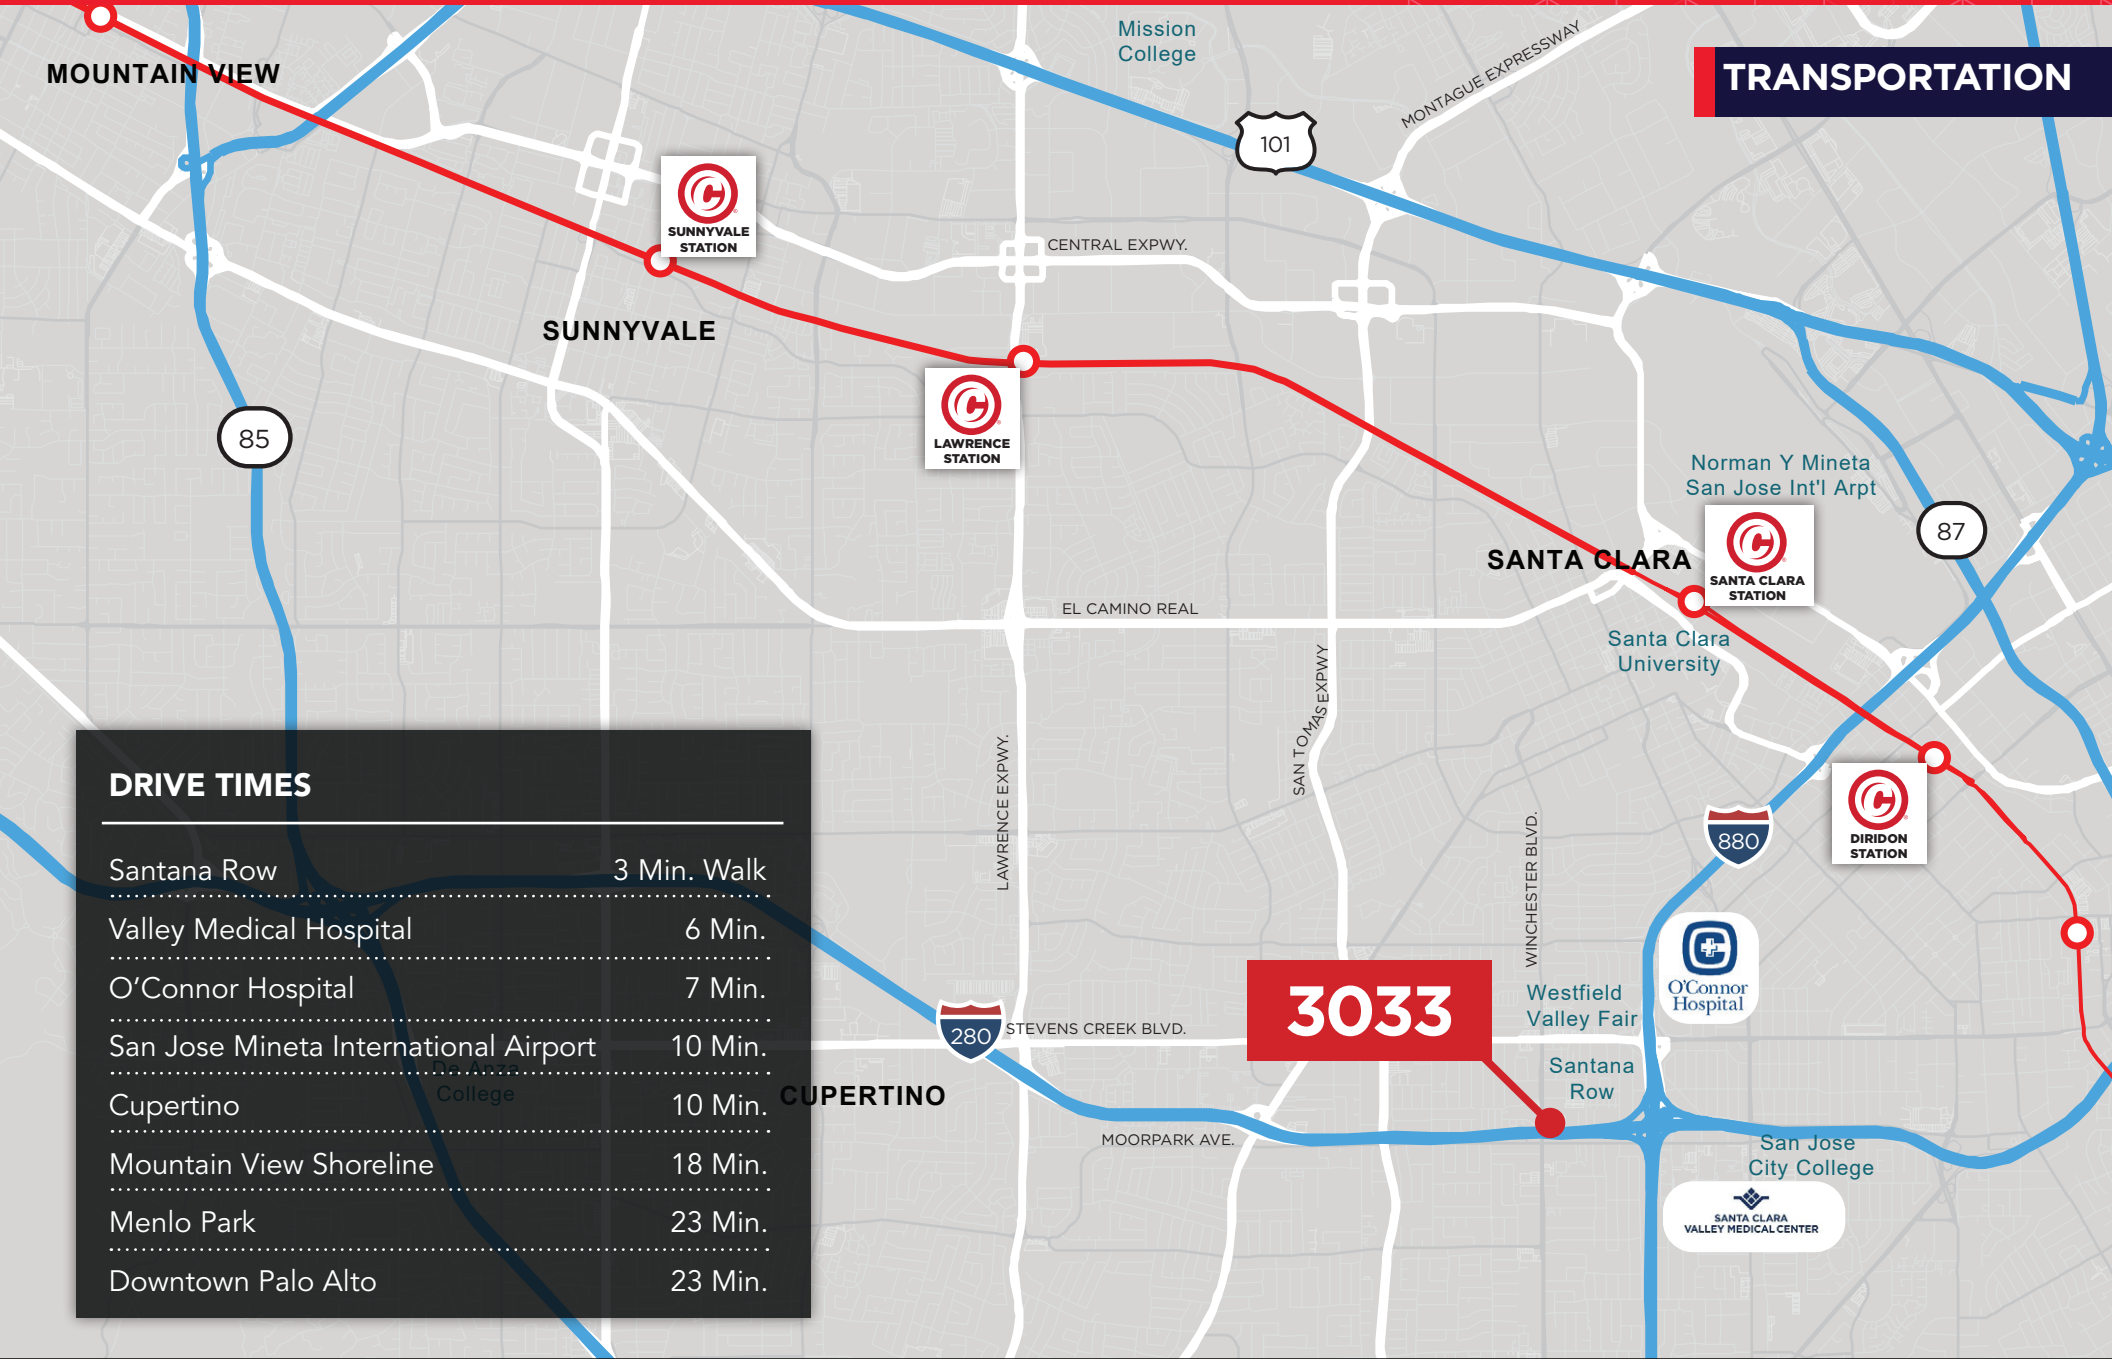 Mission
College
MONTAGUE EXPRESSWAY
TRANSPORTATION
MOUNTAIN VIEW
101
SUNNYVALE
STATION
CENTRAL EXPWY.
SUNNYVALE
LAWRENCE
STATION
85
Norman Y Mineta
San Jose Int'l Arpt
87
SANTA CLARA
SANTA CLARA
STATION
EL CAMINO REAL
Santa Clara
University
SAN TOMAS EXPWY
LAWRENCE EXPWY.
WINCHESTER BLVD.
880
DIRIDON
STATION
DRIVE TIMES
Santana Row 3 Min. Walk
Valley Medical Hospital 6 Min.
O’Connor Hospital 7 Min.
San Jose Mineta International Airport 10 Min.
De Anza
College
Cupertino 10 Min.
Mountain View Shoreline 18 Min.
Menlo Park 23 Min.
Downtown Palo Alto 23 Min.
O'Connor
Hospital
3033
Westfield
Valley Fair
280
STEVENS CREEK BLVD.
Santana
Row
CUPERTINO
MOORPARK AVE.
San Jose
City College
SANTA CLARA
VALLEY MEDICAL CENTER